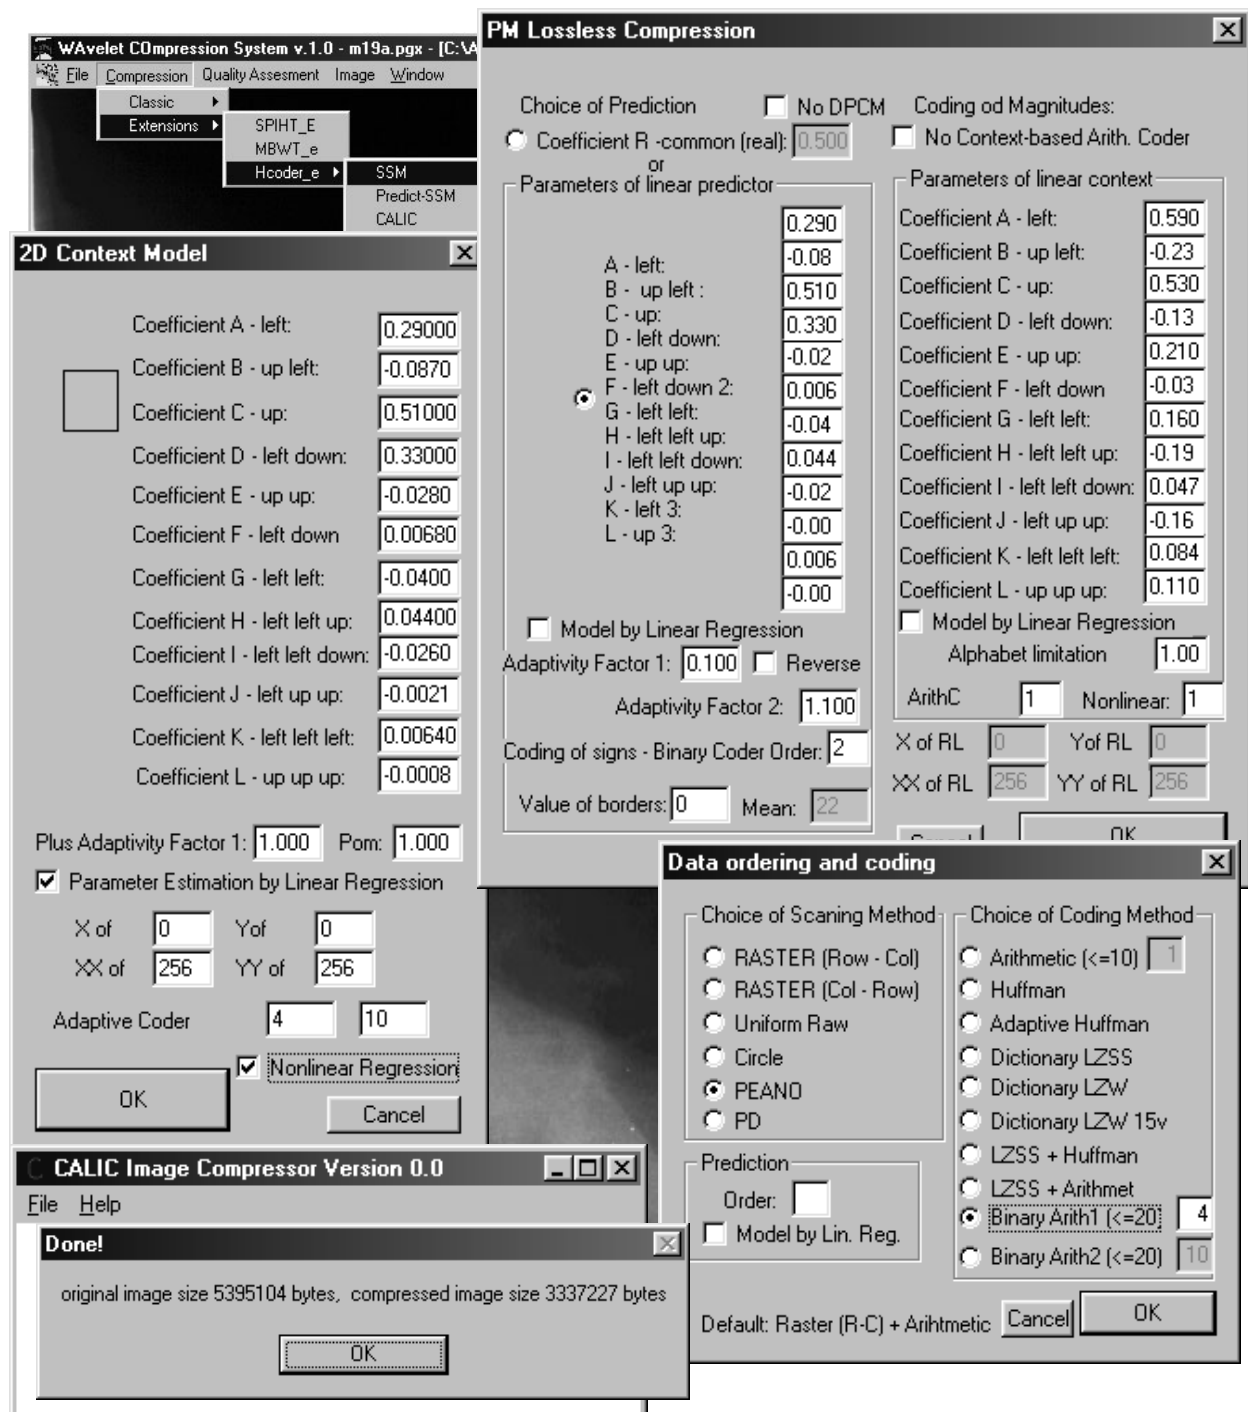 WAvelet COmpression System v.1.0 - m19a.pgx - [C:\A
File Compression Quality Assesment Image Window
Classic
Extensions
SPIHT_E
MBWT_e
Hcoder_e
SSM
Predict-SSM
CALIC
PM Lossless Compression
Choice of Prediction
No DPCM
Coefficient R -common (real): 0.500
or
Parameters of linear predictor
A - left:
B - up left :
C - up:
D - left down:
E - up up:
F - left down 2:
G - left left:
H - left left up:
I - left left down:
J - left up up:
K - left 3:
L - up 3:
0.290
-0.08
0.510
0.330
-0.02
0.006
-0.04
0.044
-0.02
-0.00
0.006
-0.00
Model by Linear Regression
Adaptivity Factor 1: 0.100 Reverse
Adaptivity Factor 2: 1.100
Coding of signs - Binary Coder Order: 2
Value of borders: 0 Mean: 22
Coding od Magnitudes:
No Context-based Arith. Coder
Parameters of linear context
Coefficient A - left: 0.590
Coefficient B - up left: -0.23
Coefficient C - up: 0.530
Coefficient D - left down: -0.13
Coefficient E - up up: 0.210
Coefficient F - left down -0.03
Coefficient G - left left: 0.160
Coefficient H - left left up: -0.19
Coefficient I - left left down: 0.047
Coefficient J - left up up: -0.16
Coefficient K - left left left: 0.084
Coefficient L - up up up: 0.110
Model by Linear Regression
Alphabet limitation 1.00
ArithC 1 Nonlinear: 1
X of RL 0 Yof RL 0
XX of RL 256 YY of RL 256
Cancel OK
2D Context Model
Coefficient A - left: 0.29000
Coefficient B - up left: -0.0870
Coefficient C - up: 0.51000
Coefficient D - left down: 0.33000
Coefficient E - up up: -0.0280
Coefficient F - left down 0.00680
Coefficient G - left left: -0.0400
Coefficient H - left left up: 0.04400
Coefficient I - left left down: -0.0260
Coefficient J - left up up: -0.0021
Coefficient K - left left left: 0.00640
Coefficient L - up up up: -0.0008
Plus Adaptivity Factor 1: 1.000 Pom: 1.000
Parameter Estimation by Linear Regression
X of 0 Yof 0
XX of 256 YY of 256
Adaptive Coder 4 10
Nonlinear Regression
OK
Cancel
Data ordering and coding
Choice of Scaning Method
RASTER (Row - Col)
RASTER (Col - Row)
Uniform Raw
Circle
PEANO
PD
Prediction
Order:
Model by Lin. Reg.
Choice of Coding Method
Arithmetic (<=10) 1
Huffman
Adaptive Huffman
Dictionary LZSS
Dictionary LZW
Dictionary LZW 15v
LZSS + Huffman
LZSS + Arithmet
Binary Arith1 (<=20) 4
Binary Arith2 (<=20) 10
Default: Raster (R-C) + Arihtmetic Cancel OK
CALIC Image Compressor Version 0.0
File Help
Done!
original image size 5395104 bytes, compressed image size 3337227 bytes
OK